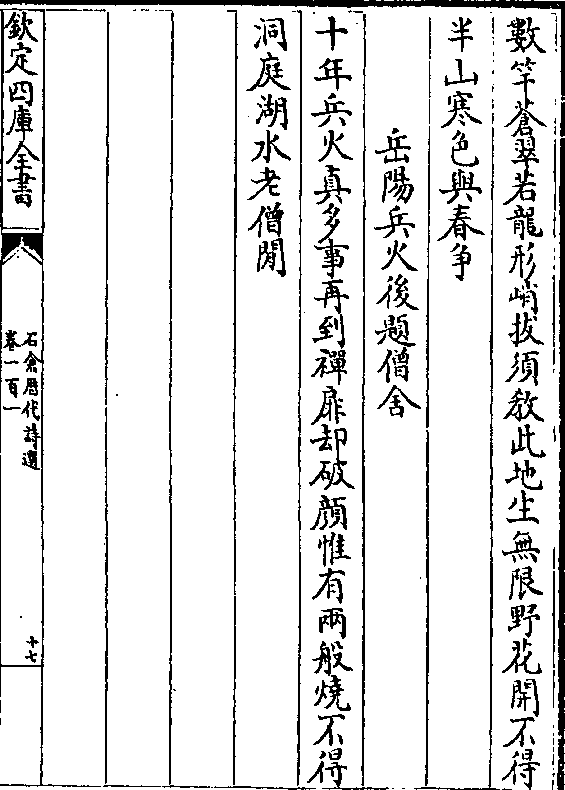 數竿蒼翠若龍形峭拔須教此地生無限野花開不得
半山寒色與春争
岳陽兵火後題僧舍
十年兵火真多事再到禪扉却破顔惟有兩般燒不得
洞庭湖水老僧閒
欽定四庫全書
石倉歴代詩選
卷一百一
十七